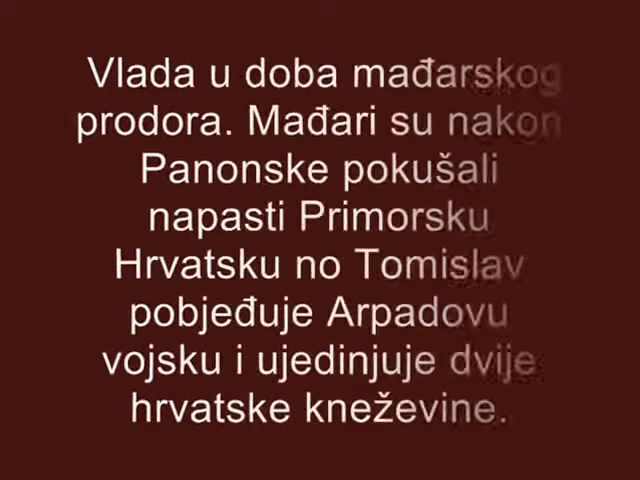 Vlada u doba mađarskog
prodora. Mađari su nakon
Panonske pokušali
napasti Primorsku
Hrvatsku no Tomislav
pobjeđuje Arpadovu
vojsku i ujedinjuje dvije
hrvatske kneževine.